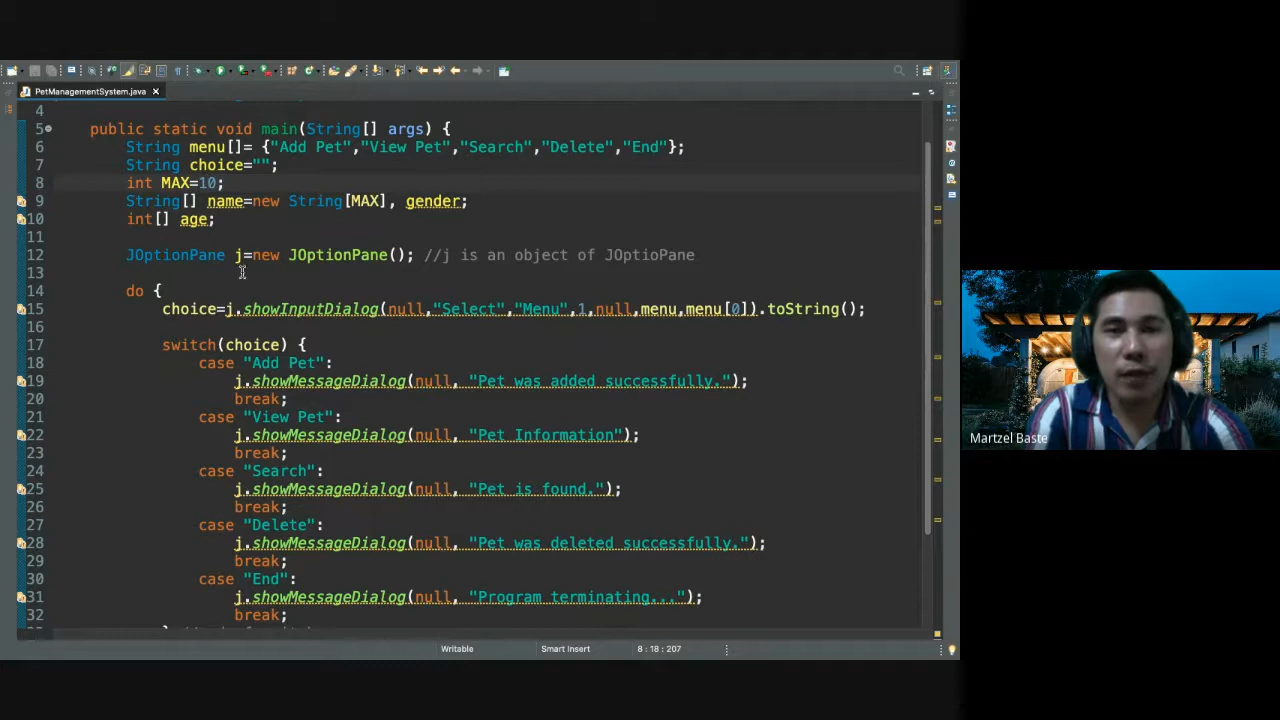 PetManagementSystem.java
4
5 public static void main(String[] args) {
6 String menu[]= {"Add Pet","View Pet","Search","Delete","End"};
7 String choice="";
8 int MAX=10;
9 String[] name=new String[MAX], gender;
10 int[] age;
11
12 JOptionPane j=new JOptionPane(); //j is an object of JOptioPane
13
14 do {
15 choice=j.showInputDialog(null,"Select","Menu",1,null,menu,menu[0]).toString();
16
17 switch(choice) {
18 case "Add Pet":
19 j.showMessageDialog(null, "Pet was added successfully.");
20 break;
21 case "View Pet":
22 j.showMessageDialog(null, "Pet Information");
23 break;
24 case "Search":
25 j.showMessageDialog(null, "Pet is found.");
26 break;
27 case "Delete":
28 j.showMessageDialog(null, "Pet was deleted successfully.");
29 break;
30 case "End":
31 j.showMessageDialog(null, "Program terminating...");
32 break;
Writable Smart Insert 8 : 18 : 207
Martzel Baste